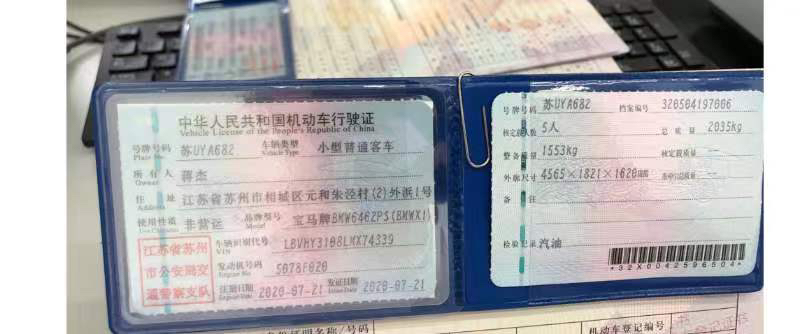 中华人民共和国机动车行驶证
Vehicle License of the People's Republic of China
号牌号码 苏UYA682 车辆类型 小型普通客车
Plate No. Vehicle Type
所有人 蒋杰
Owner
住址 江苏省苏州市相城区元和朱泾村(2)外浜1号
Address
使用性质 非营运 品牌型号 宝马牌BMW6462PS(BMWX1)
Use Character Model
江苏省苏州
市公安局交
通警察支队
车辆识别代号
VIN
发动机号码 5078F020
Engine No.
注册日期 2020-07-21 发证日期 2020-07-21
Register Date Issue Date
号牌号码 苏UYA682 档案编号 320504197006
核定载人数 5人 总质量 2035kg
整备质量 1553kg 核定载质量
外廓尺寸 4565×1821×1620mm
备注
检验记录 汽油
*32X0042596504*
机动车登记编号